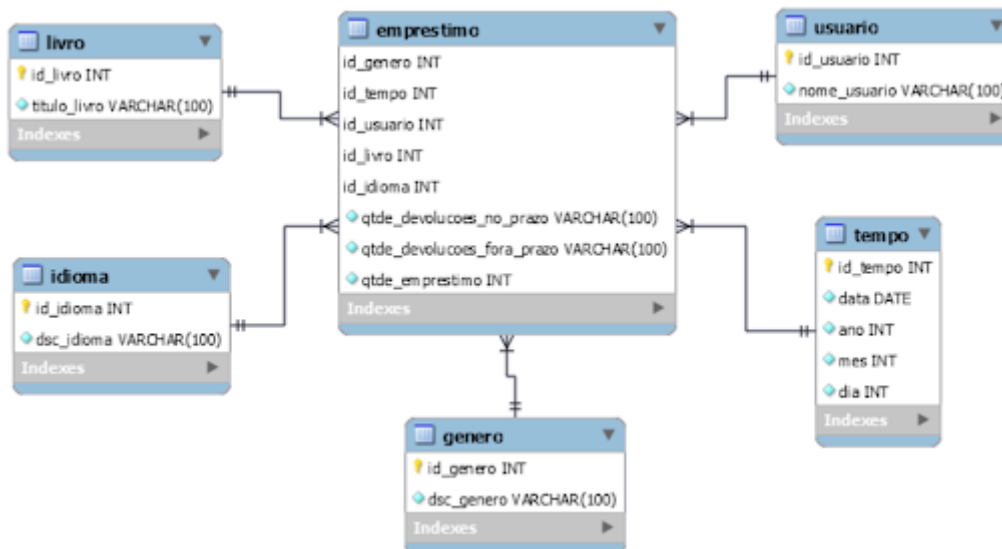 livro
id_livro INT
titulo_livro VARCHAR(100)
Indexes
emprestimo
id_genero INT
id_tempo INT
id_usuario INT
id_livro INT
id_idioma INT
qtde_devolucoes_no_prazo VARCHAR(100)
qtde_devolucoes_fora_prazo VARCHAR(100)
qtde_emprestimo INT
Indexes
usuario
id_usuario INT
nome_usuario VARCHAR(100)
Indexes
idioma
id_idioma INT
dsc_idioma VARCHAR(100)
Indexes
tempo
id_tempo INT
data DATE
ano INT
mes INT
dia INT
Indexes
genero
id_genero INT
dsc_genero VARCHAR(100)
Indexes